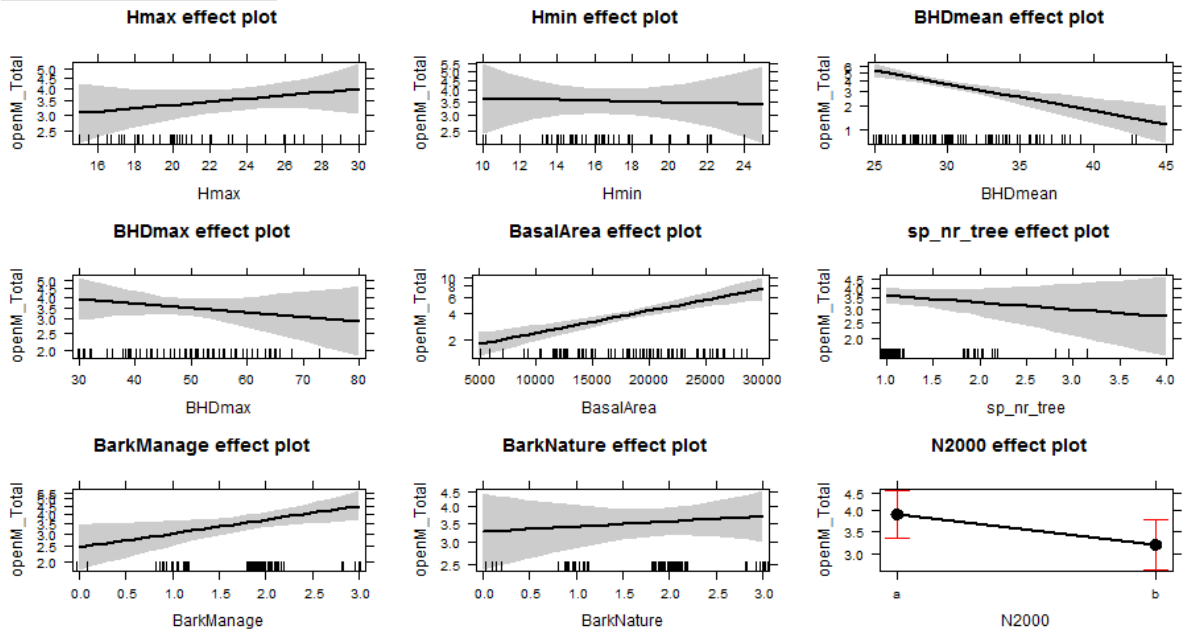 Hmax effect plot
openM_Total
5.0
4.5
3.5
3.0
2.5
16 18 20 22 24 26 28 30
Hmax
Hmin effect plot
openM_Total
5.5
4.5
4.0
3.5
3.0
2.5
10 12 14 16 18 20 22 24
Hmin
BHDmean effect plot
openM_Total
6
5
4
3
2
1
25 30 35 40 45
BHDmean
BHDmax effect plot
openM_Total
5.0
4.5
4.0
3.5
3.0
2.0
30 40 50 60 70 80
BHDmax
BasalArea effect plot
openM_Total
10
8
6
4
2
5000 10000 15000 20000 25000 30000
BasalArea
sp_nr_tree effect plot
openM_Total
4.5
4.0
3.5
3.0
2.0
1.0 1.5 2.0 2.5 3.0 3.5 4.0
sp_nr_tree
BarkManage effect plot
openM_Total
5.5
5.0
4.5
4.0
3.5
3.0
2.5
2.0
0.0 0.5 1.0 1.5 2.0 2.5 3.0
BarkManage
BarkNature effect plot
openM_Total
4.5
4.0
3.5
3.0
2.5
0.0 0.5 1.0 1.5 2.0 2.5 3.0
BarkNature
N2000 effect plot
openM_Total
4.5
4.0
3.5
3.0
a b
N2000